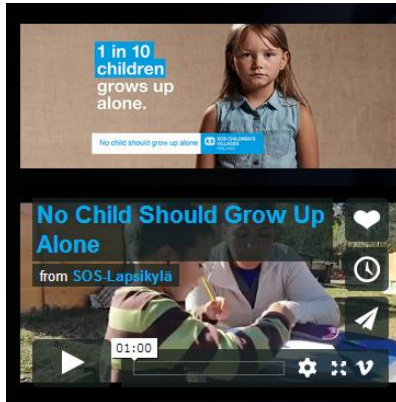 1 in 10
children
grows up
alone.
No child should grow up alone
SOS CHILDREN'S
VILLAGES
No Child Should Grow Up
Alone
from SOS-Lapsikylä
01:00